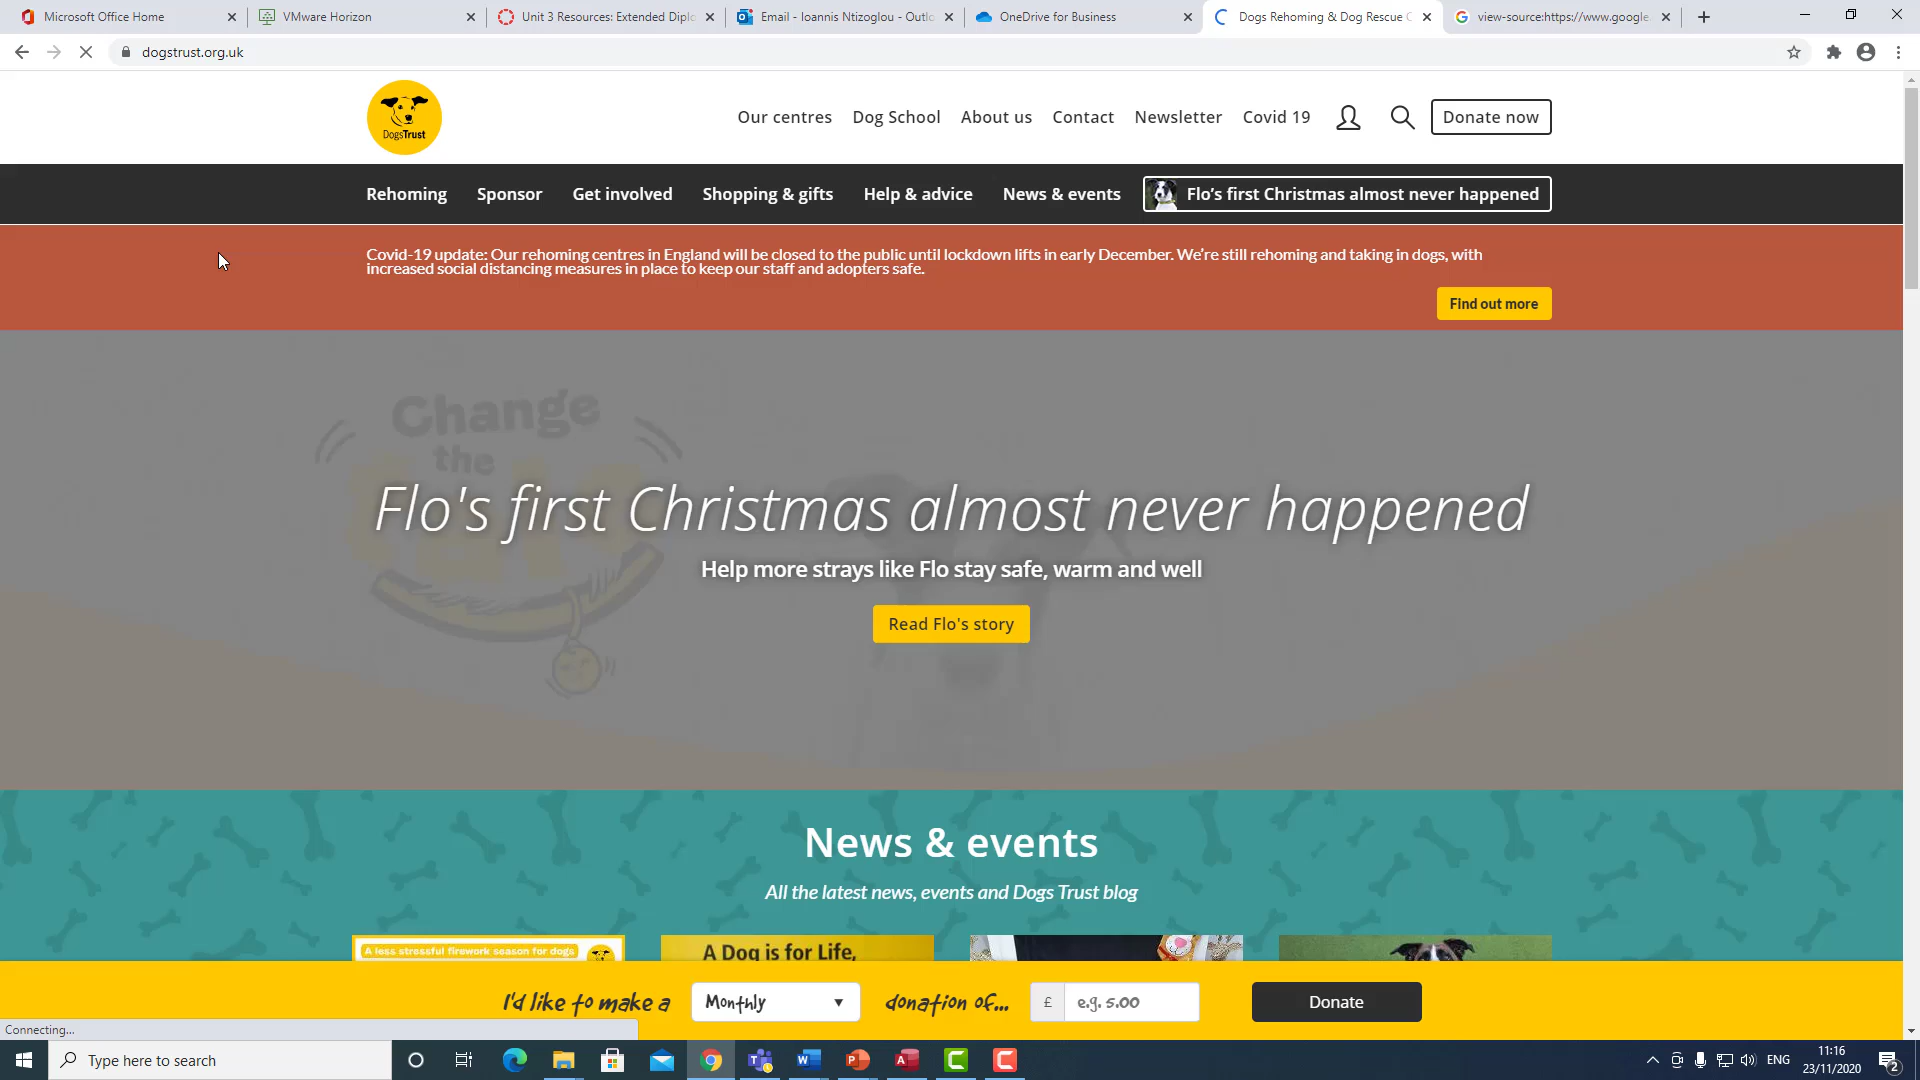 Microsoft Office Home
VMware Horizon
Unit 3 Resources: Extended Diplo
Email - Ioannis Ntizoglou - Outlo
OneDrive for Business
Dogs Rehoming & Dog Rescue C
view-source:https://www.google.
dogstrust.org.uk
DogsTrust
Our centres
Dog School
About us
Contact
Newsletter
Covid 19
Donate now
Rehoming
Sponsor
Get involved
Shopping & gifts
Help & advice
News & events
Flo's first Christmas almost never happened
Covid-19 update: Our rehoming centres in England will be closed to the public until lockdown lifts in early December. We're still rehoming and taking in dogs, with
increased social distancing measures in place to keep our staff and adopters safe.
Find out more
Change
the
tale
Flo's first Christmas almost never happened
Help more strays like Flo stay safe, warm and well
Read Flo's story
News & events
All the latest news, events and Dogs Trust blog
A less stressful firework season for dogs
A Dog is for Life,
I'd like to make a
Monthly
donation of...
£
e.g. 5.00
Donate
Connecting...
Type here to search
ENG
11:16
23/11/2020
2